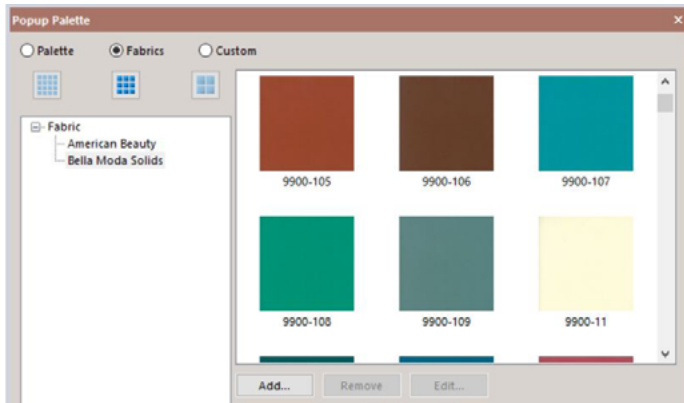 Popup Palette
Palette Fabrics Custom
Fabric
American Beauty
Bella Moda Solids
9900-105 9900-106 9900-107
9900-108 9900-109 9900-11
Add... Remove Edit...